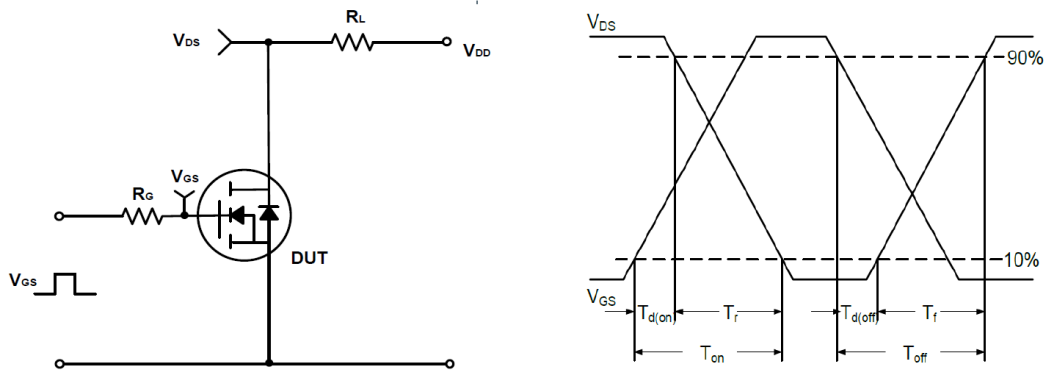 RL
VDS
VDD
VGS
RG
DUT
VGS
VDS
90%
10%
VGS
Td(on)
Tr
Td(off)
Tf
Ton
Toff